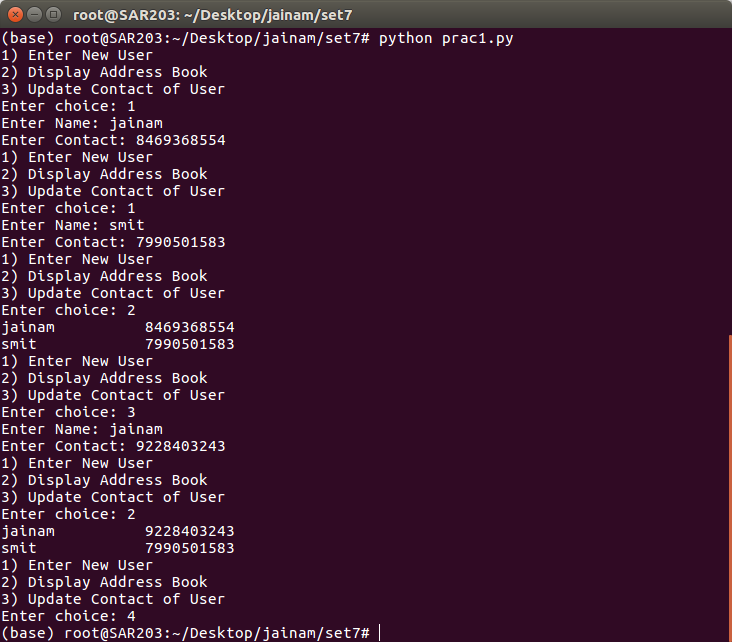 root@SAR203: ~/Desktop/jainam/set7
(base) root@SAR203:~/Desktop/jainam/set7# python prac1.py
1) Enter New User
2) Display Address Book
3) Update Contact of User
Enter choice: 1
Enter Name: jainam
Enter Contact: 8469368554
1) Enter New User
2) Display Address Book
3) Update Contact of User
Enter choice: 1
Enter Name: smit
Enter Contact: 7990501583
1) Enter New User
2) Display Address Book
3) Update Contact of User
Enter choice: 2
jainam          8469368554
smit            7990501583
1) Enter New User
2) Display Address Book
3) Update Contact of User
Enter choice: 3
Enter Name: jainam
Enter Contact: 9228403243
1) Enter New User
2) Display Address Book
3) Update Contact of User
Enter choice: 2
jainam          9228403243
smit            7990501583
1) Enter New User
2) Display Address Book
3) Update Contact of User
Enter choice: 4
(base) root@SAR203:~/Desktop/jainam/set7#